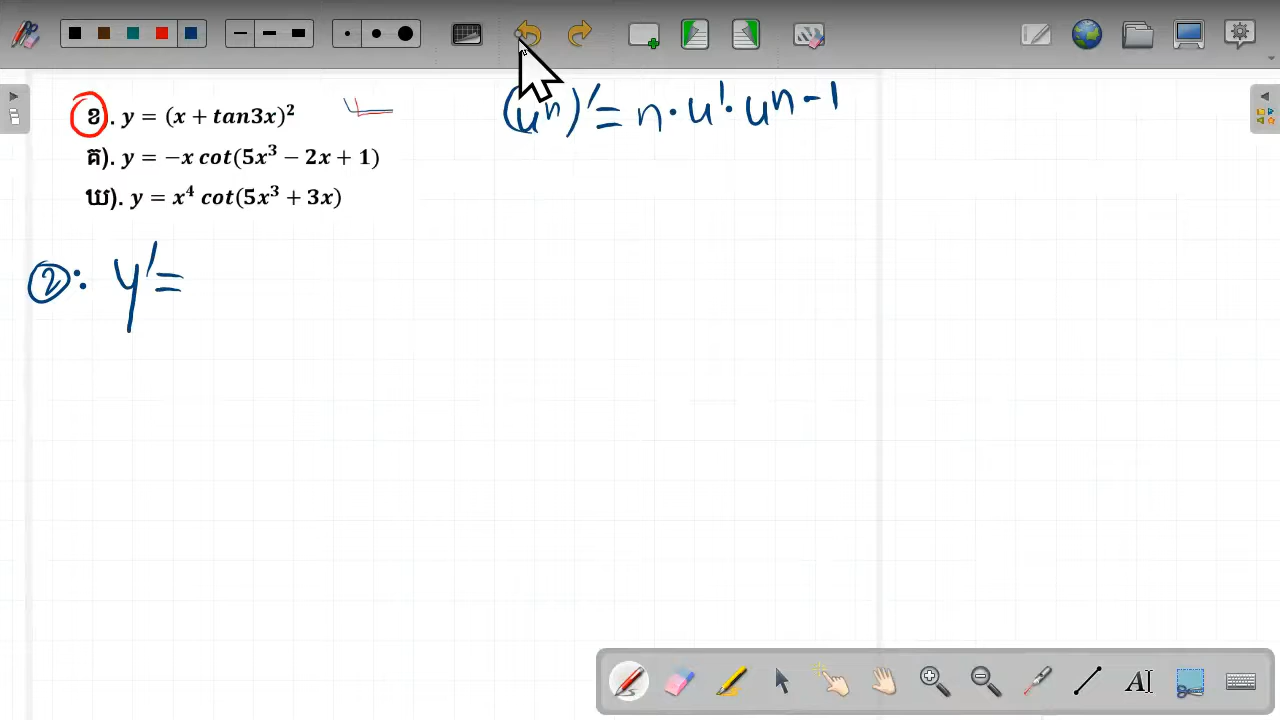 ខ. y = (x + tan3x)²
គ). y = −x cot(5x³ − 2x + 1)
ឃ). y = x⁴ cot(5x³ + 3x)
(uⁿ)′ = n · u′ · uⁿ⁻¹
②: y′ =